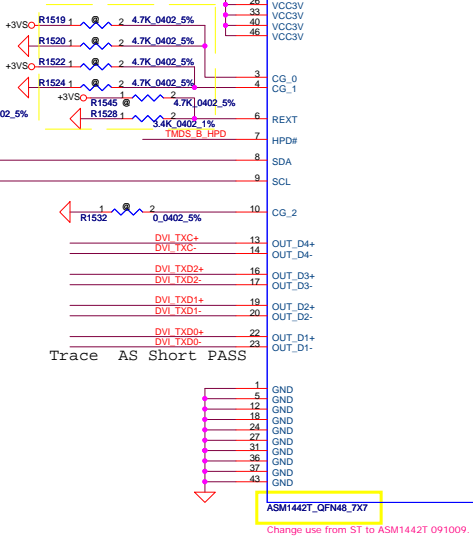 26 VCC3V
33 VCC3V
40 VCC3V
46 VCC3V
+3VS R1519 1 @ 2 4.7K_0402_5%
R1520 1 @ 2 4.7K_0402_5%
+3VS R1522 1 @ 2 4.7K_0402_5%
R1524 1 @ 2 4.7K_0402_5%
3 CG_0
4 CG_1
+3VS 1 2
R1545 @ 4.7K_0402_5%
02_5% R1528 1 2 6 REXT
3.4K_0402_1%
TMDS_B_HPD 7 HPD#
8 SDA
9 SCL
1 @ 2 10 CG_2
R1532 0_0402_5%
DVI_TXC+ 13 OUT_D4+
DVI_TXC- 14 OUT_D4-
DVI_TXD2+ 16 OUT_D3+
DVI_TXD2- 17 OUT_D3-
DVI_TXD1+ 19 OUT_D2+
DVI_TXD1- 20 OUT_D2-
DVI_TXD0+ 22 OUT_D1+
DVI_TXD0- 23 OUT_D1-
Trace AS Short PASS
1 GND
5 GND
12 GND
18 GND
24 GND
27 GND
31 GND
36 GND
37 GND
43 GND
ASM1442T_QFN48_7X7
Change use from ST to ASM1442T 091009.